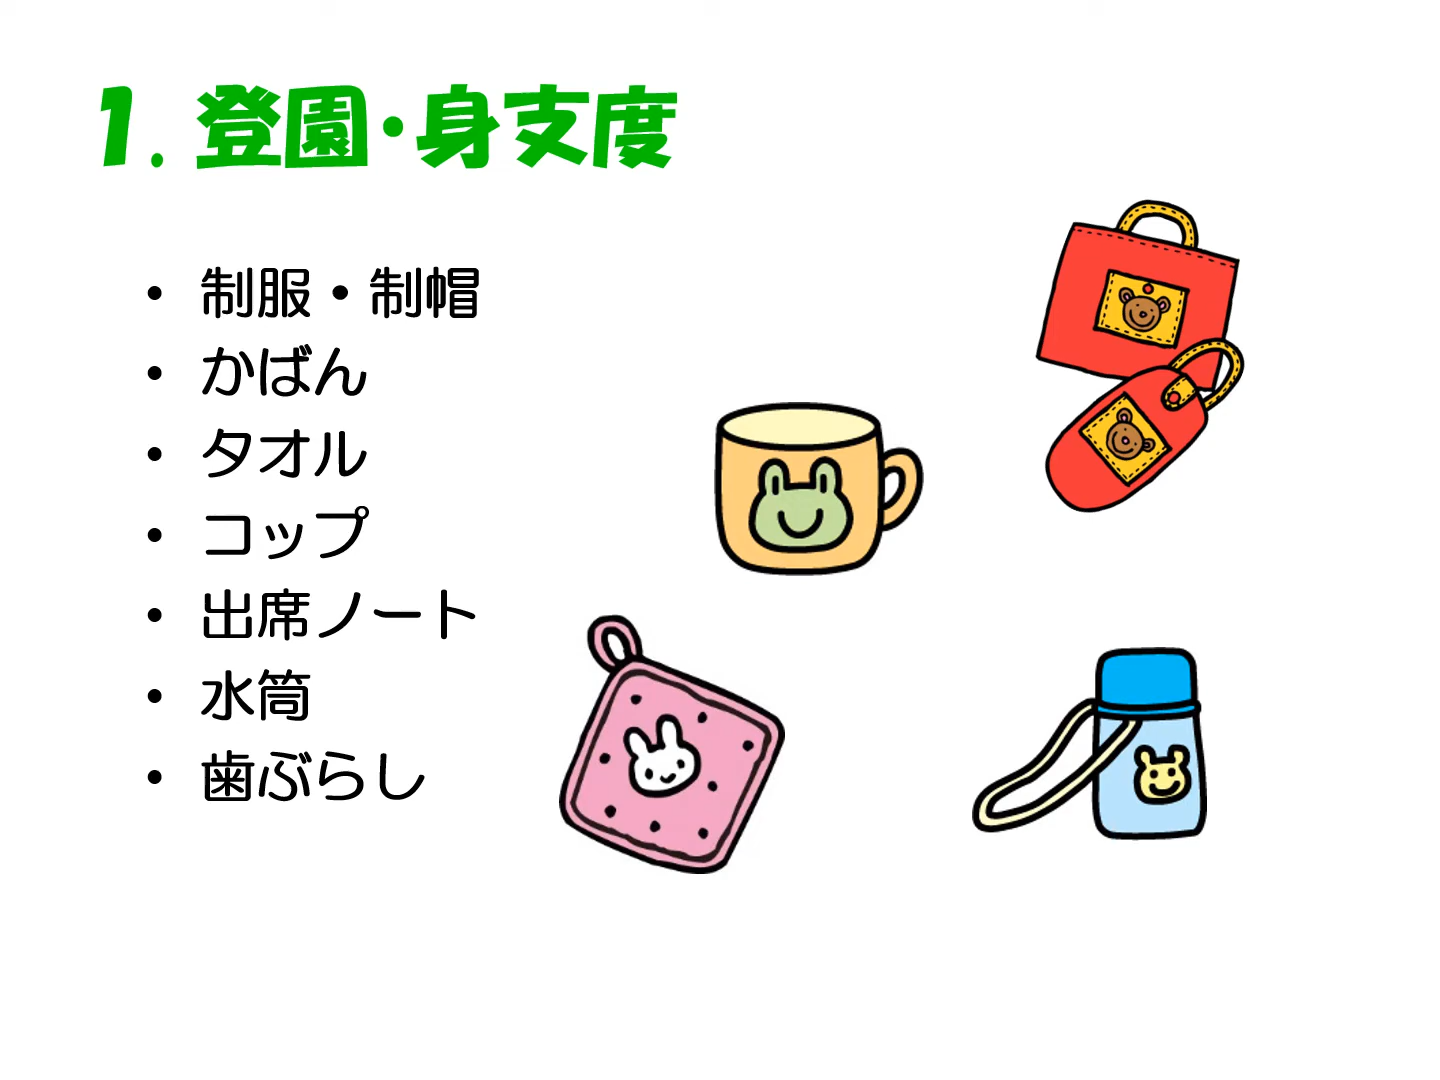 1. 登園・身支度
• 制服・制帽
• かばん
• タオル
• コップ
• 出席ノート
• 水筒
• 歯ぶらし